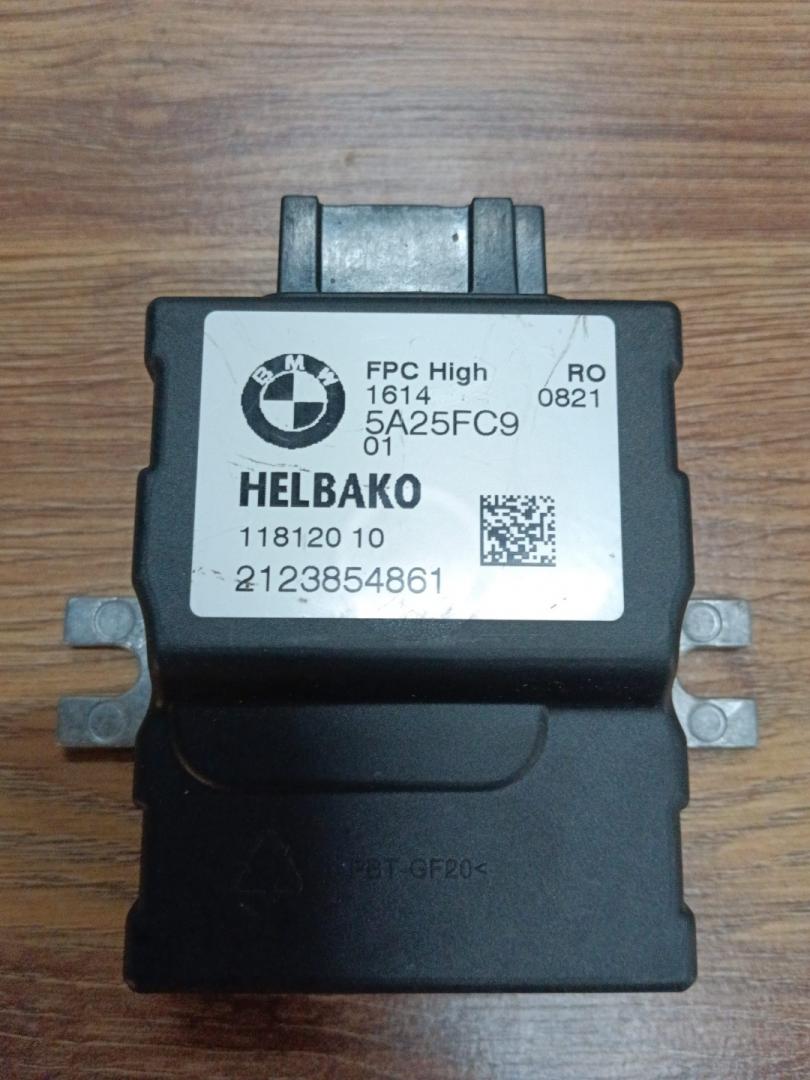 BMW
FPC High RO
1614 0821
5A25FC9
01
HELBAKO
118120 10
2123854861
PBT-GF20<